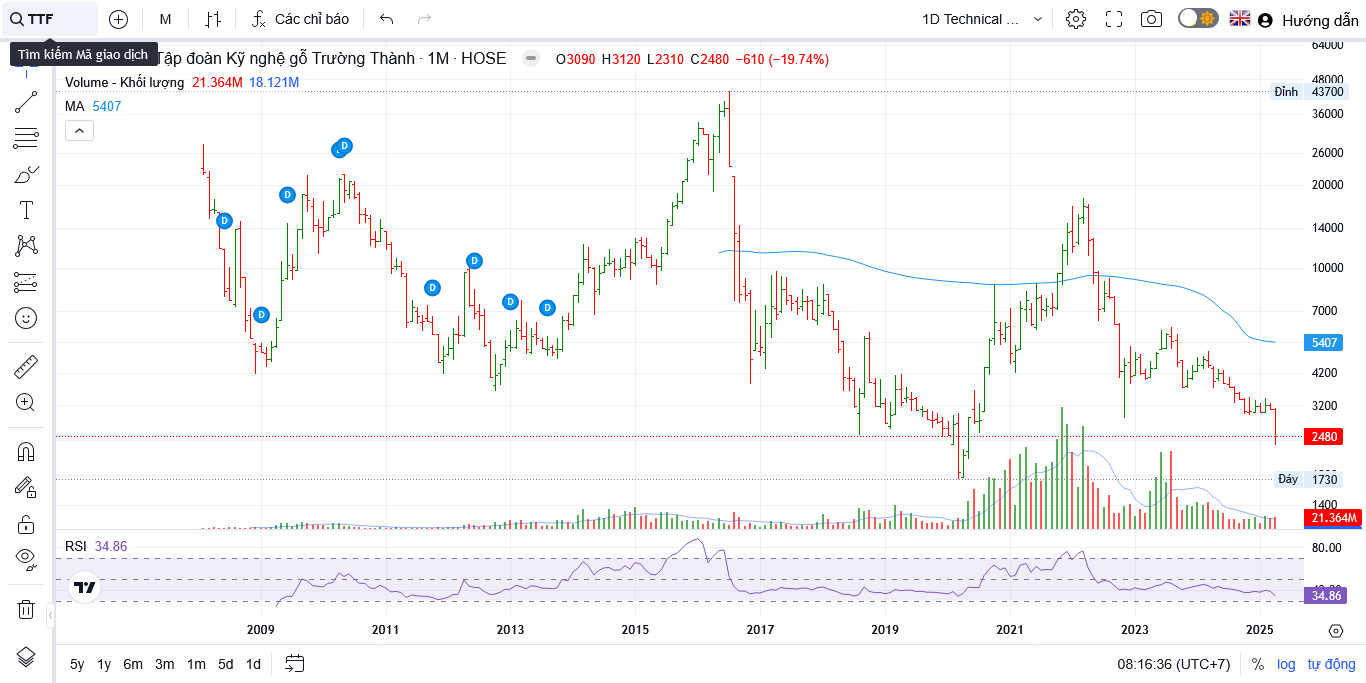 TTF
M
Các chỉ báo
1D Technical ...
Hướng dẫn
Tìm kiếm Mã giao dịch
Tập đoàn Kỹ nghệ gỗ Trường Thành · 1M · HOSE
O3090 H3120 L2310 C2480 −610 (−19.74%)
Volume - Khối lượng 21.364M 18.121M
MA 5407
64000
48000
Đỉnh 43700
36000
26000
20000
14000
10000
7000
5407
4200
3200
2480
Đáy 1730
1400
21.364M
D
D
D
D
D
D
D
D
RSI 34.86
80.00
34.86
2009
2011
2013
2015
2017
2019
2021
2023
2025
5y 1y 6m 3m 1m 5d 1d
08:16:36 (UTC+7)
%
log
tự động